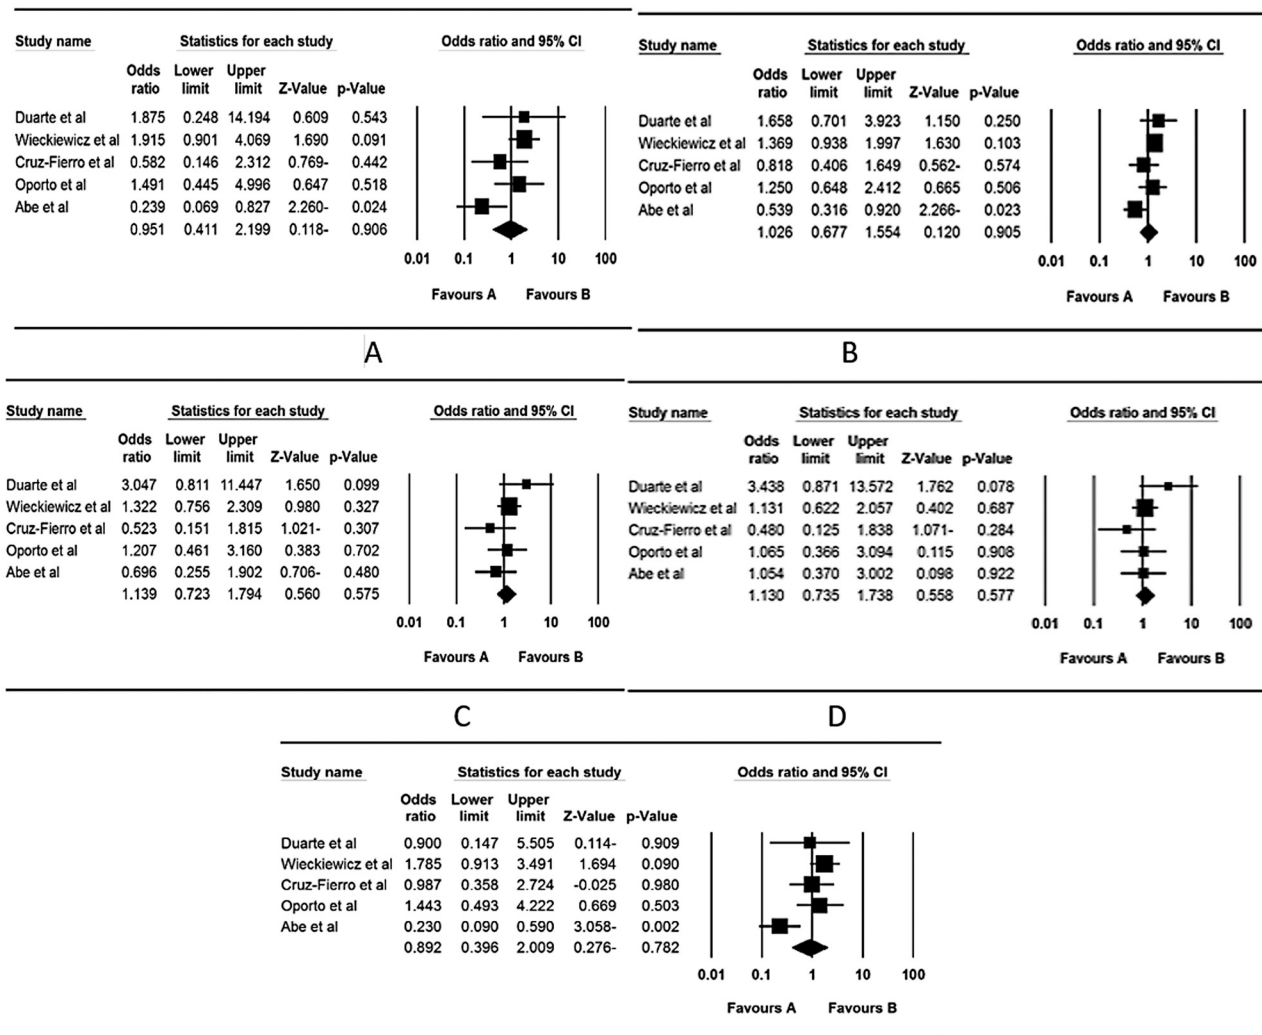 Study name Statistics for each study Odds ratio and 95% CI
Odds Lower Upper
ratio limit limit Z-Value p-Value
Duarte et al 1.875 0.248 14.194 0.609 0.543
Wieckiewicz et al 1.915 0.901 4.069 1.690 0.091
Cruz-Fierro et al 0.582 0.146 2.312 0.769- 0.442
Oporto et al 1.491 0.445 4.996 0.647 0.518
Abe et al 0.239 0.069 0.827 2.260- 0.024
0.951 0.411 2.199 0.118- 0.906
0.01 0.1 1 10 100
Favours A Favours B
A
Study name Statistics for each study Odds ratio and 95% CI
Odds Lower Upper
ratio limit limit Z-Value p-Value
Duarte et al 1.658 0.701 3.923 1.150 0.250
Wieckiewicz et al 1.369 0.938 1.997 1.630 0.103
Cruz-Fierro et al 0.818 0.406 1.649 0.562- 0.574
Oporto et al 1.250 0.648 2.412 0.665 0.506
Abe et al 0.539 0.316 0.920 2.266- 0.023
1.026 0.677 1.554 0.120 0.905
0.01 0.1 1 10 100
Favours A Favours B
B
Study name Statistics for each study Odds ratio and 95% CI
Odds Lower Upper
ratio limit limit Z-Value p-Value
Duarte et al 3.047 0.811 11.447 1.650 0.099
Wieckiewicz et al 1.322 0.756 2.309 0.980 0.327
Cruz-Fierro et al 0.523 0.151 1.815 1.021- 0.307
Oporto et al 1.207 0.461 3.160 0.383 0.702
Abe et al 0.696 0.255 1.902 0.706- 0.480
1.139 0.723 1.794 0.560 0.575
0.01 0.1 1 10 100
Favours A Favours B
C
Study name Statistics for each study Odds ratio and 95% CI
Odds Lower Upper
ratio limit limit Z-Value p-Value
Duarte et al 3.438 0.871 13.572 1.762 0.078
Wieckiewicz et al 1.131 0.622 2.057 0.402 0.687
Cruz-Fierro et al 0.480 0.125 1.838 1.071- 0.284
Oporto et al 1.065 0.366 3.094 0.115 0.908
Abe et al 1.054 0.370 3.002 0.098 0.922
1.130 0.735 1.738 0.558 0.577
0.01 0.1 1 10 100
Favours A Favours B
D
Study name Statistics for each study Odds ratio and 95% CI
Odds Lower Upper
ratio limit limit Z-Value p-Value
Duarte et al 0.900 0.147 5.505 0.114- 0.909
Wieckiewicz et al 1.785 0.913 3.491 1.694 0.090
Cruz-Fierro et al 0.987 0.358 2.724 -0.025 0.980
Oporto et al 1.443 0.493 4.222 0.669 0.503
Abe et al 0.230 0.090 0.590 3.058- 0.002
0.892 0.396 2.009 0.276- 0.782
0.01 0.1 1 10 100
Favours A Favours B